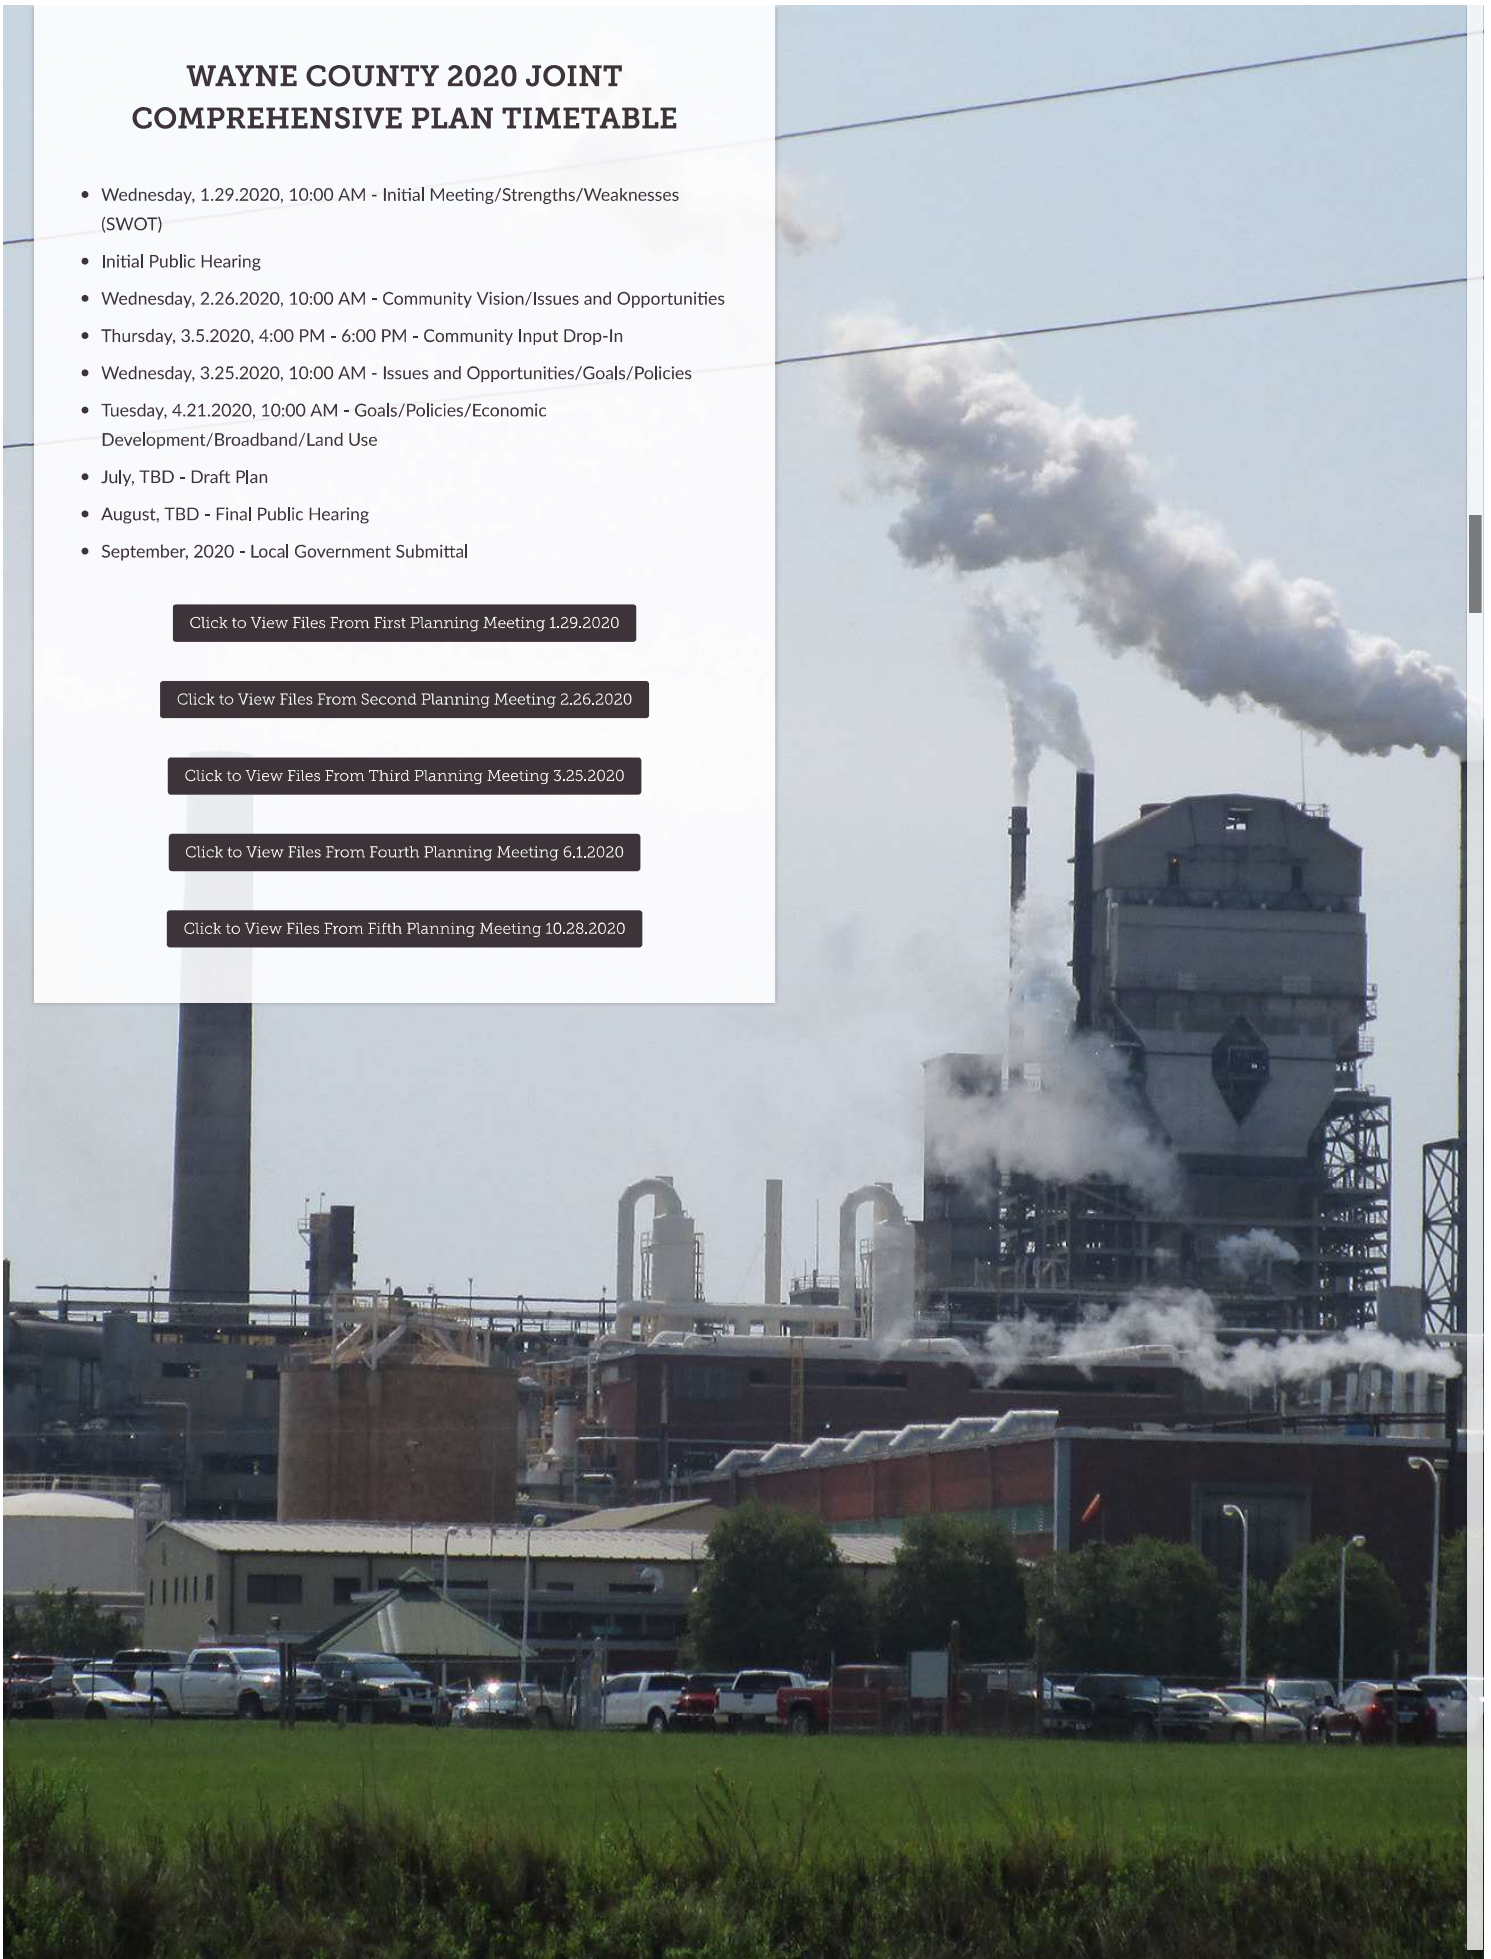 WAYNE COUNTY 2020 JOINT
COMPREHENSIVE PLAN TIMETABLE
• Wednesday, 1.29.2020, 10:00 AM - Initial Meeting/Strengths/Weaknesses
(SWOT)
• Initial Public Hearing
• Wednesday, 2.26.2020, 10:00 AM - Community Vision/Issues and Opportunities
• Thursday, 3.5.2020, 4:00 PM - 6:00 PM - Community Input Drop-In
• Wednesday, 3.25.2020, 10:00 AM - Issues and Opportunities/Goals/Policies
• Tuesday, 4.21.2020, 10:00 AM - Goals/Policies/Economic
Development/Broadband/Land Use
• July, TBD - Draft Plan
• August, TBD - Final Public Hearing
• September, 2020 - Local Government Submittal
Click to View Files From First Planning Meeting 1.29.2020
Click to View Files From Second Planning Meeting 2.26.2020
Click to View Files From Third Planning Meeting 3.25.2020
Click to View Files From Fourth Planning Meeting 6.1.2020
Click to View Files From Fifth Planning Meeting 10.28.2020